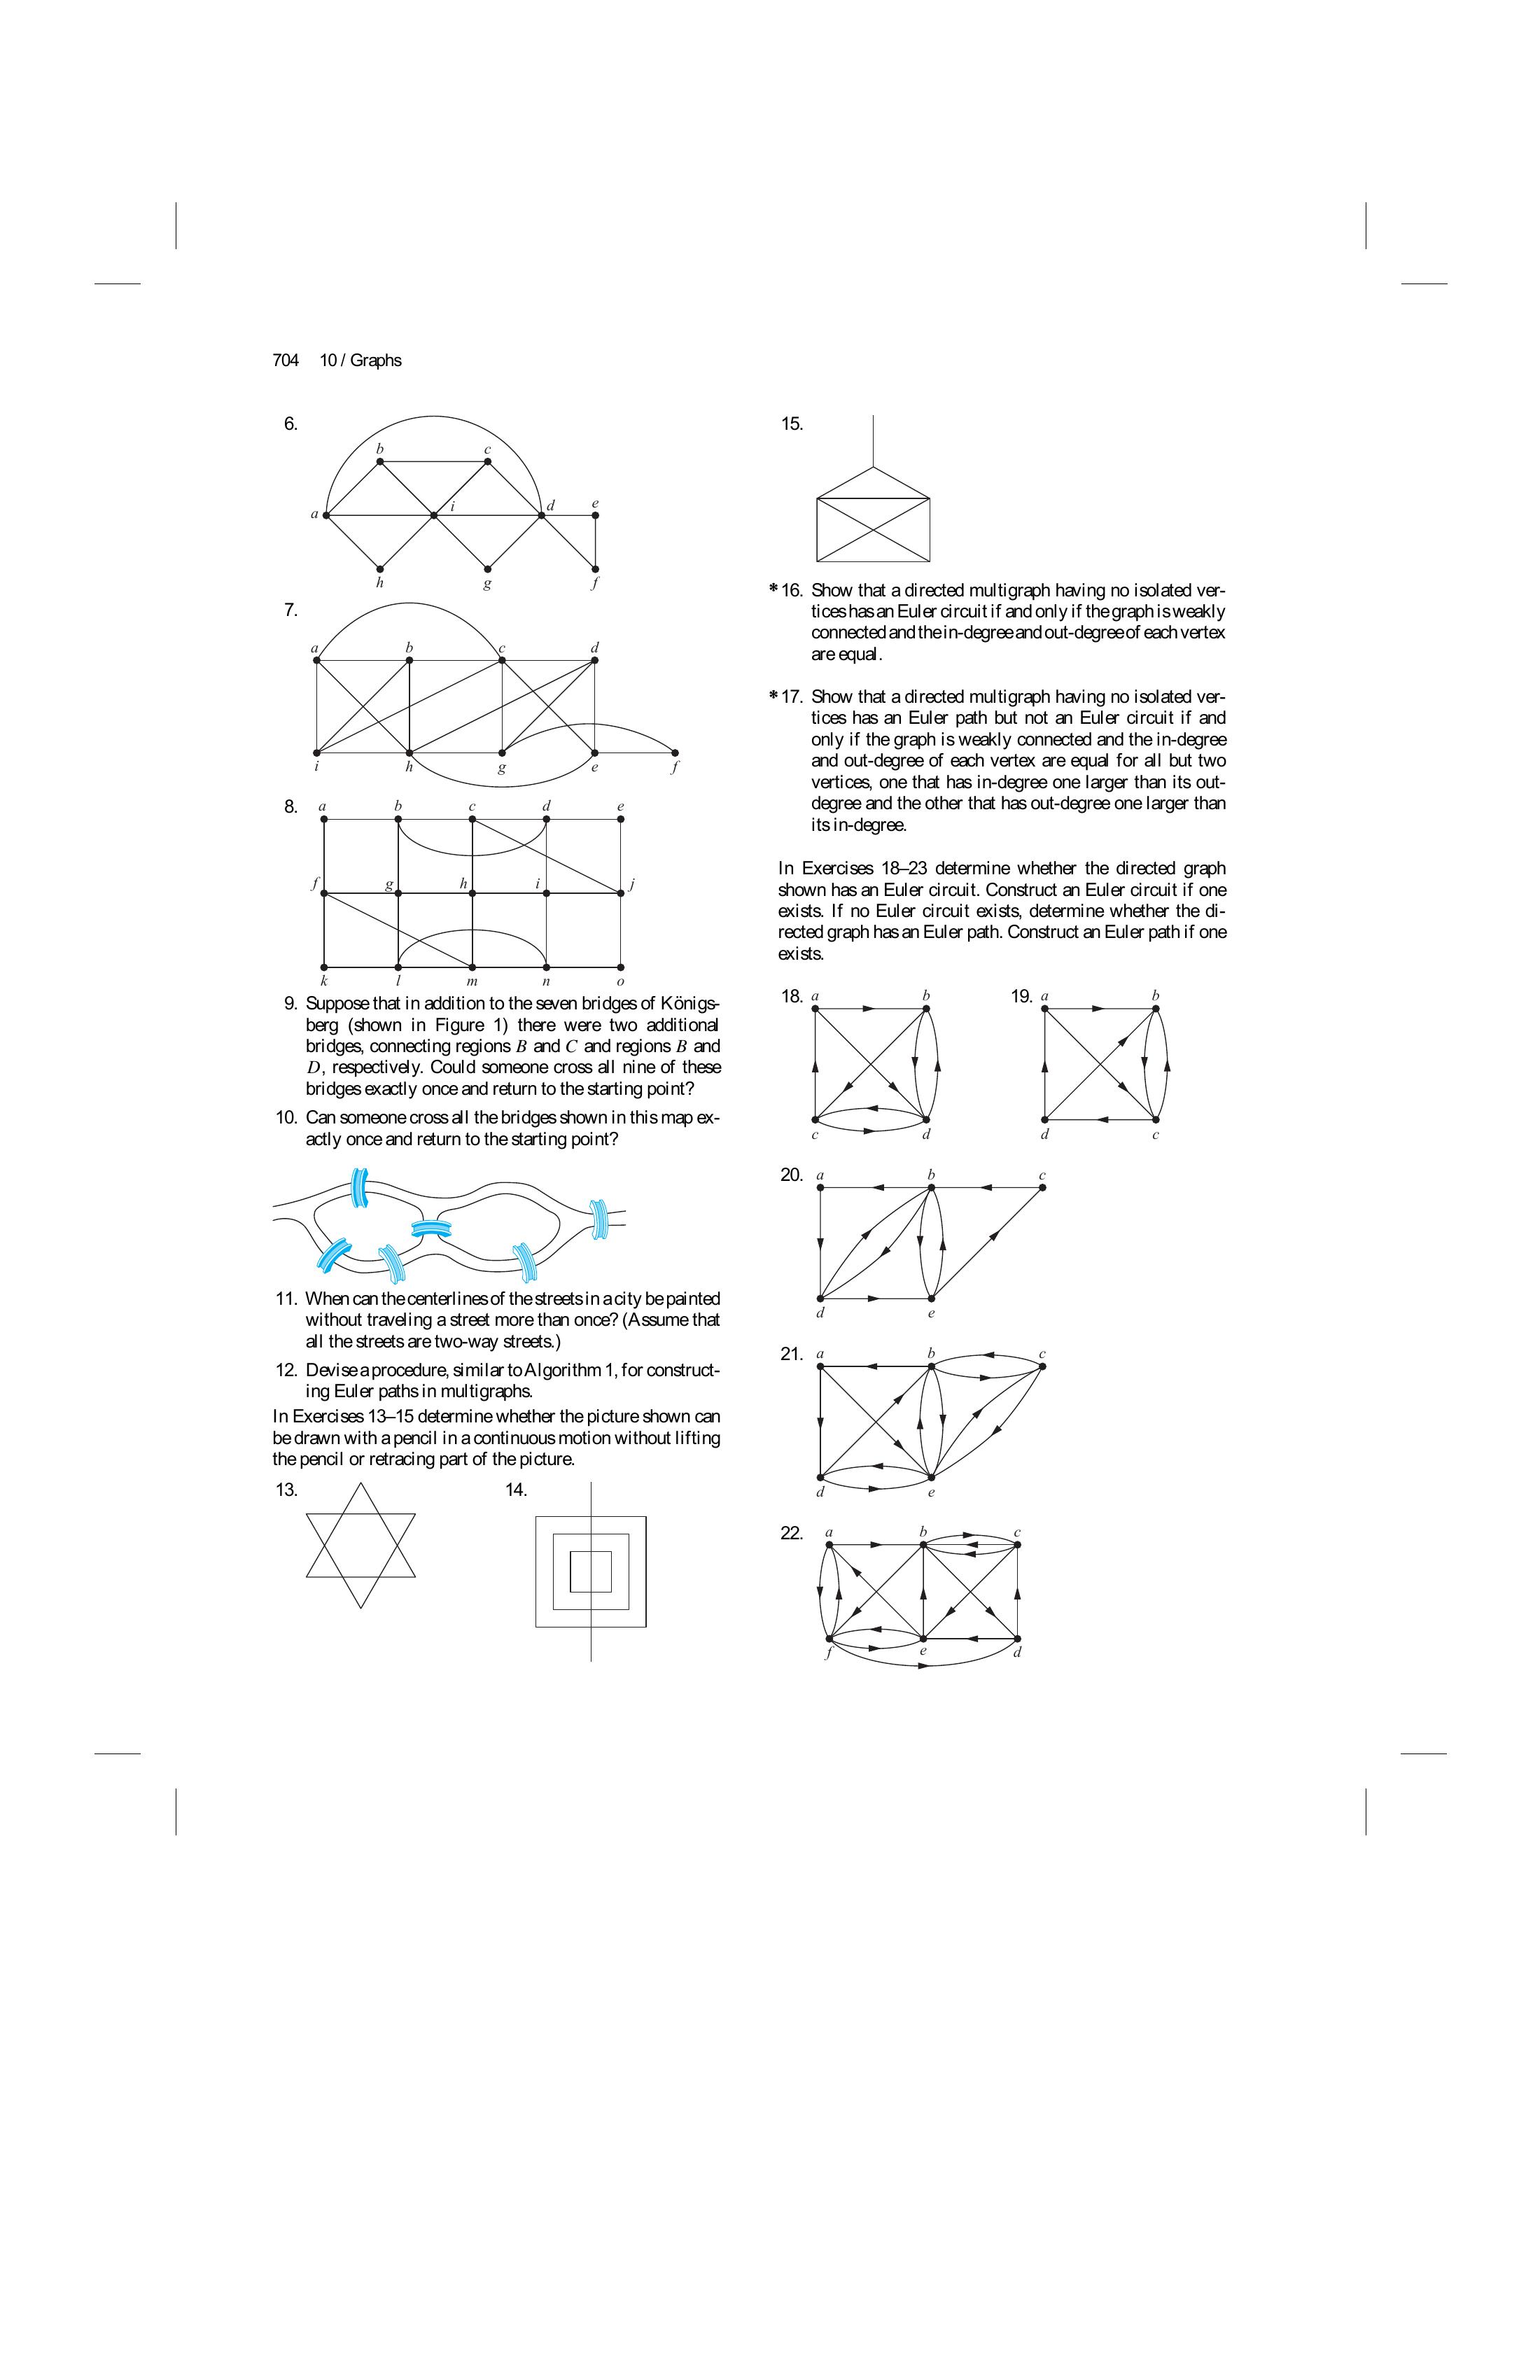 704 10 / Graphs
6.
b c
a i d e
h g f
7.
a b c d
i h g e f
8. a b c d e
f g h i j
k l m n o
9. Suppose that in addition to the seven bridges of Königs-
berg (shown in Figure 1) there were two additional
bridges, connecting regions B and C and regions B and
D, respectively. Could someone cross all nine of these
bridges exactly once and return to the starting point?
10. Can someone cross all the bridges shown in this map ex-
actly once and return to the starting point?
11. When can the centerlines of the streets in a city be painted
without traveling a street more than once? (Assume that
all the streets are two-way streets.)
12. Devise a procedure, similar to Algorithm 1, for construct-
ing Euler paths in multigraphs.
In Exercises 13–15 determine whether the picture shown can
be drawn with a pencil in a continuous motion without lifting
the pencil or retracing part of the picture.
13. 14.
15.
*16. Show that a directed multigraph having no isolated ver-
tices has an Euler circuit if and only if the graph is weakly
connected and the in-degree and out-degree of each vertex
are equal.
*17. Show that a directed multigraph having no isolated ver-
tices has an Euler path but not an Euler circuit if and
only if the graph is weakly connected and the in-degree
and out-degree of each vertex are equal for all but two
vertices, one that has in-degree one larger than its out-
degree and the other that has out-degree one larger than
its in-degree.
In Exercises 18–23 determine whether the directed graph
shown has an Euler circuit. Construct an Euler circuit if one
exists. If no Euler circuit exists, determine whether the di-
rected graph has an Euler path. Construct an Euler path if one
exists.
18. a b 19. a b
c d d c
20. a b c
d e
21. a b c
d e
22. a b c
f e d